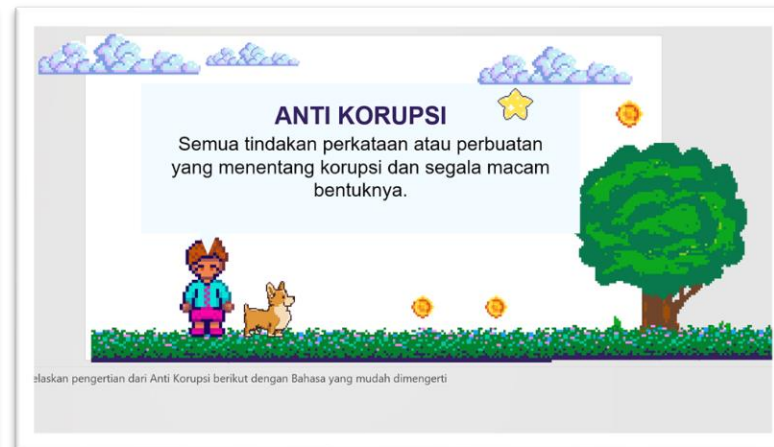 ANTI KORUPSI
Semua tindakan perkataan atau perbuatan
yang menentang korupsi dan segala macam
bentuknya.
elaskan pengertian dari Anti Korupsi berikut dengan Bahasa yang mudah dimengerti